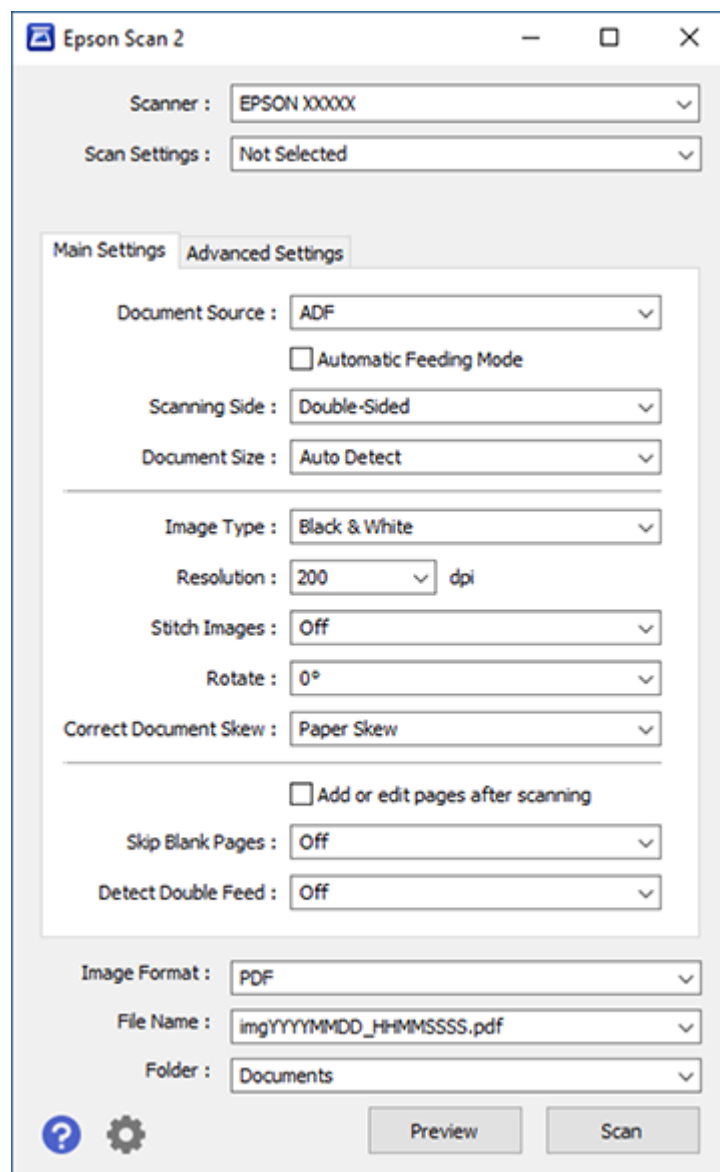 Epson Scan 2
Scanner : EPSON XXXXX
Scan Settings : Not Selected
Main Settings Advanced Settings
Document Source : ADF
Automatic Feeding Mode
Scanning Side : Double-Sided
Document Size : Auto Detect
Image Type : Black & White
Resolution : 200 dpi
Stitch Images : Off
Rotate : 0°
Correct Document Skew : Paper Skew
Add or edit pages after scanning
Skip Blank Pages : Off
Detect Double Feed : Off
Image Format : PDF
File Name : imgYYYYMMDD_HHMMSSSS.pdf
Folder : Documents
? Preview Scan